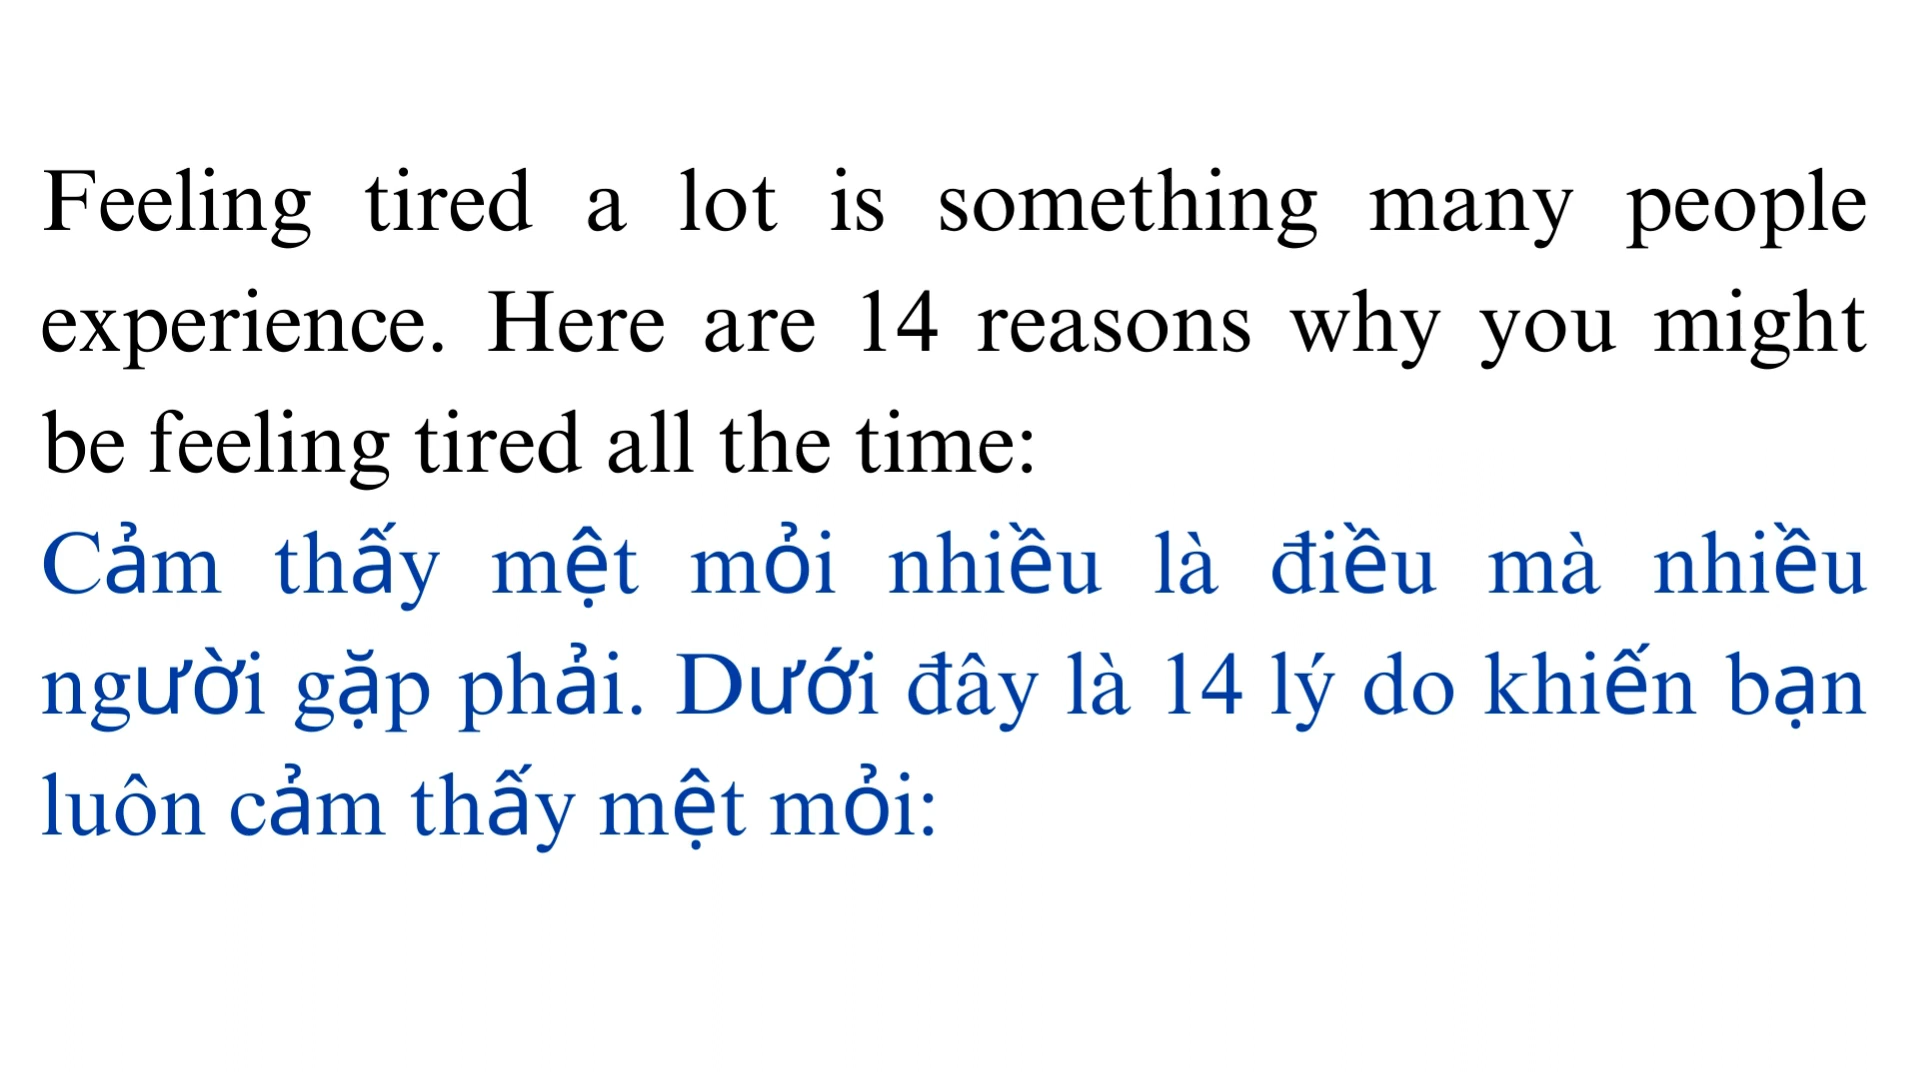 Feeling tired a lot is something many people
experience. Here are 14 reasons why you might
be feeling tired all the time:
Cảm thấy mệt mỏi nhiều là điều mà nhiều
người gặp phải. Dưới đây là 14 lý do khiến bạn
luôn cảm thấy mệt mỏi: